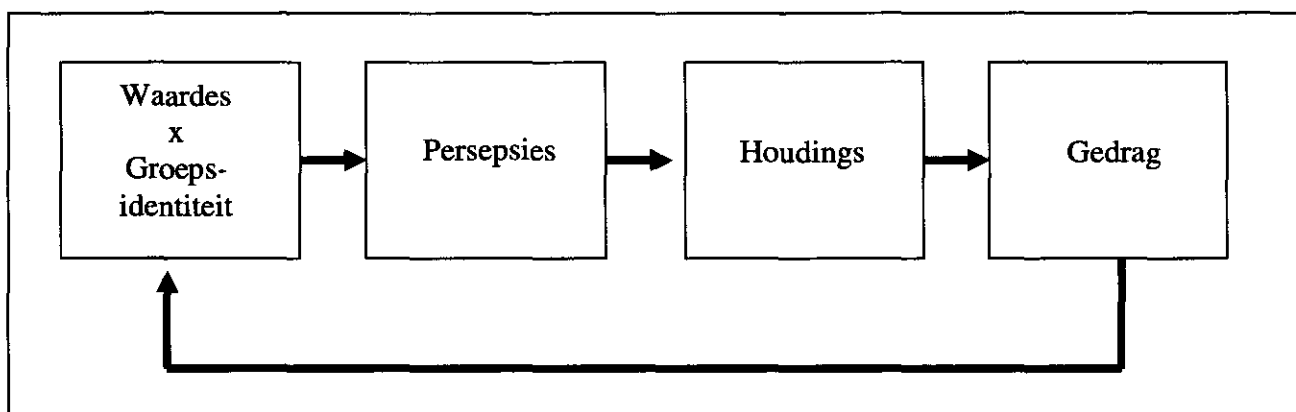 Waardes
x
Groeps-
identiteit
Persepsies
Houdings
Gedrag